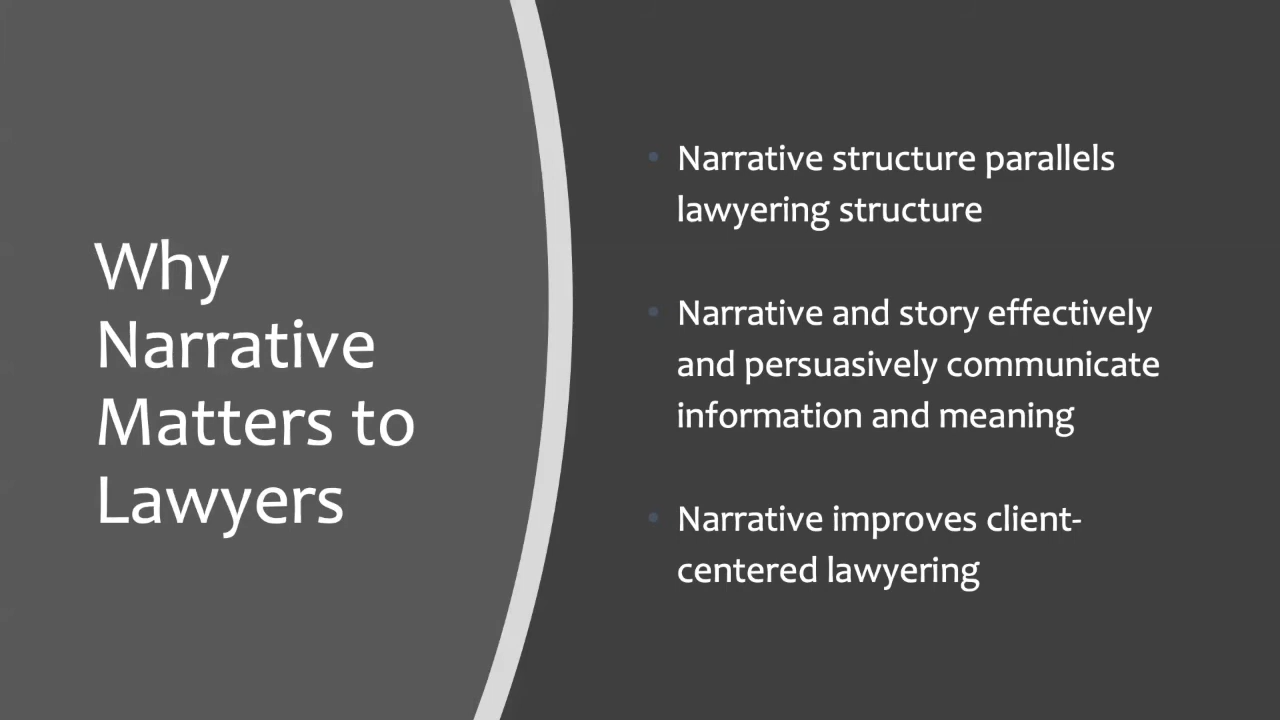 Why
Narrative
Matters to
Lawyers
• Narrative structure parallels
lawyering structure
• Narrative and story effectively
and persuasively communicate
information and meaning
• Narrative improves client-
centered lawyering